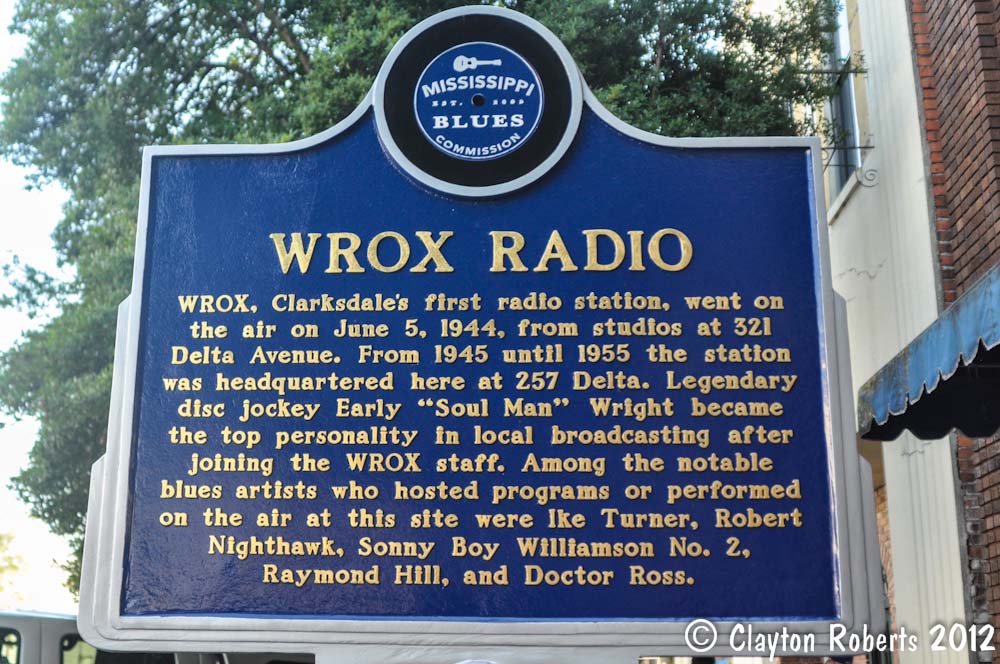 MISSISSIPPI
EST. 2003
BLUES
COMMISSION
WROX RADIO
WROX, Clarksdale's first radio station, went on
the air on June 5, 1944, from studios at 321
Delta Avenue. From 1945 until 1955 the station
was headquartered here at 257 Delta. Legendary
disc jockey Early "Soul Man" Wright became
the top personality in local broadcasting after
joining the WROX staff. Among the notable
blues artists who hosted programs or performed
on the air at this site were Ike Turner, Robert
Nighthawk, Sonny Boy Williamson No. 2,
Raymond Hill, and Doctor Ross.
© Clayton Roberts 2012